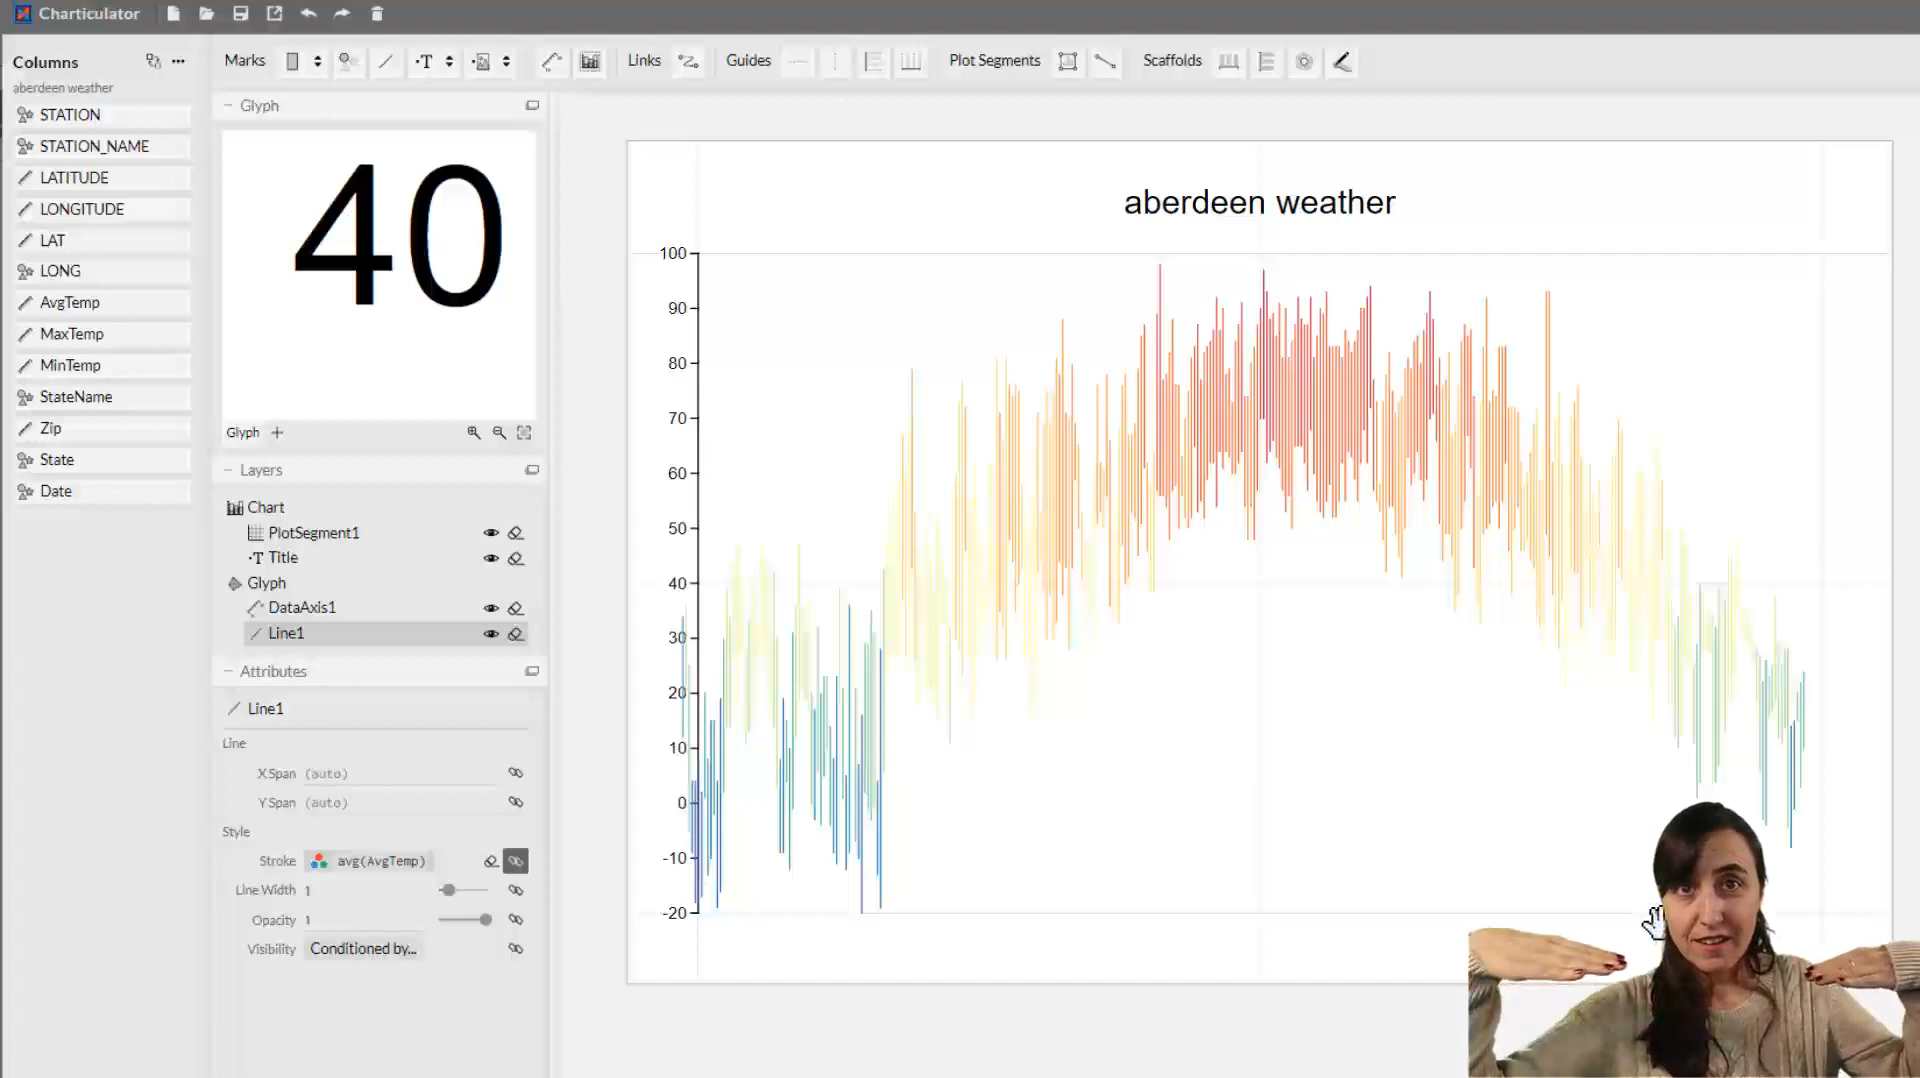 Charticulator
Columns
aberdeen weather
STATION
STATION_NAME
LATITUDE
LONGITUDE
LAT
LONG
AvgTemp
MaxTemp
MinTemp
StateName
Zip
State
Date
Marks
T
Links
Guides
Plot Segments
Scaffolds
Glyph
40
Glyph +
Layers
Chart
PlotSegment1
T Title
Glyph
DataAxis1
Line1
Attributes
Line1
Line
X Span (auto)
Y Span (auto)
Style
Stroke avg(AvgTemp)
Line Width 1
Opacity 1
Visibility Conditioned by...
aberdeen weather
100
90
80
70
60
50
40
30
20
10
0
-10
-20